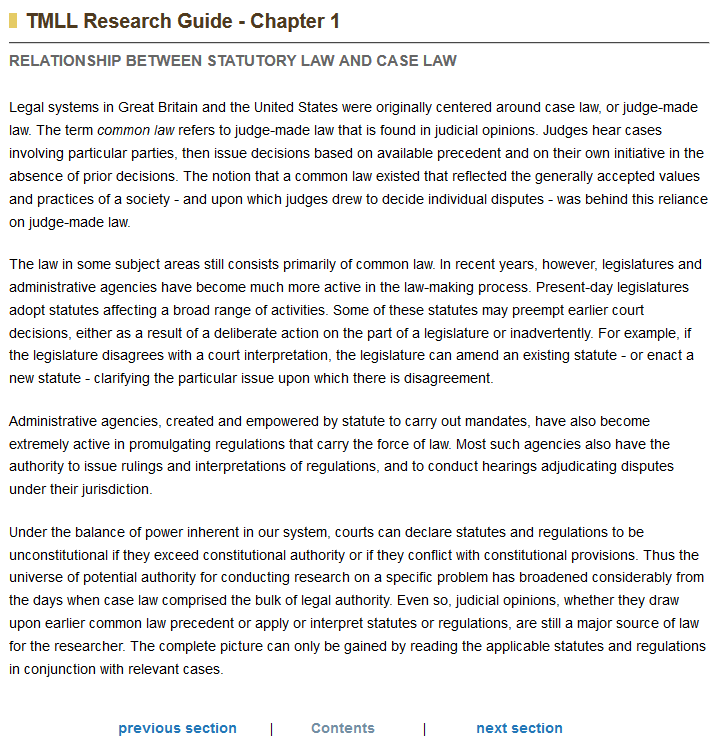 TMLL Research Guide - Chapter 1
RELATIONSHIP BETWEEN STATUTORY LAW AND CASE LAW
Legal systems in Great Britain and the United States were originally centered around case law, or judge-made
law. The term common law refers to judge-made law that is found in judicial opinions. Judges hear cases
involving particular parties, then issue decisions based on available precedent and on their own initiative in the
absence of prior decisions. The notion that a common law existed that reflected the generally accepted values
and practices of a society - and upon which judges drew to decide individual disputes - was behind this reliance
on judge-made law.
The law in some subject areas still consists primarily of common law. In recent years, however, legislatures and
administrative agencies have become much more active in the law-making process. Present-day legislatures
adopt statutes affecting a broad range of activities. Some of these statutes may preempt earlier court
decisions, either as a result of a deliberate action on the part of a legislature or inadvertently. For example, if
the legislature disagrees with a court interpretation, the legislature can amend an existing statute - or enact a
new statute - clarifying the particular issue upon which there is disagreement.
Administrative agencies, created and empowered by statute to carry out mandates, have also become
extremely active in promulgating regulations that carry the force of law. Most such agencies also have the
authority to issue rulings and interpretations of regulations, and to conduct hearings adjudicating disputes
under their jurisdiction.
Under the balance of power inherent in our system, courts can declare statutes and regulations to be
unconstitutional if they exceed constitutional authority or if they conflict with constitutional provisions. Thus the
universe of potential authority for conducting research on a specific problem has broadened considerably from
the days when case law comprised the bulk of legal authority. Even so, judicial opinions, whether they draw
upon earlier common law precedent or apply or interpret statutes or regulations, are still a major source of law
for the researcher. The complete picture can only be gained by reading the applicable statutes and regulations
in conjunction with relevant cases.
previous section | Contents | next section